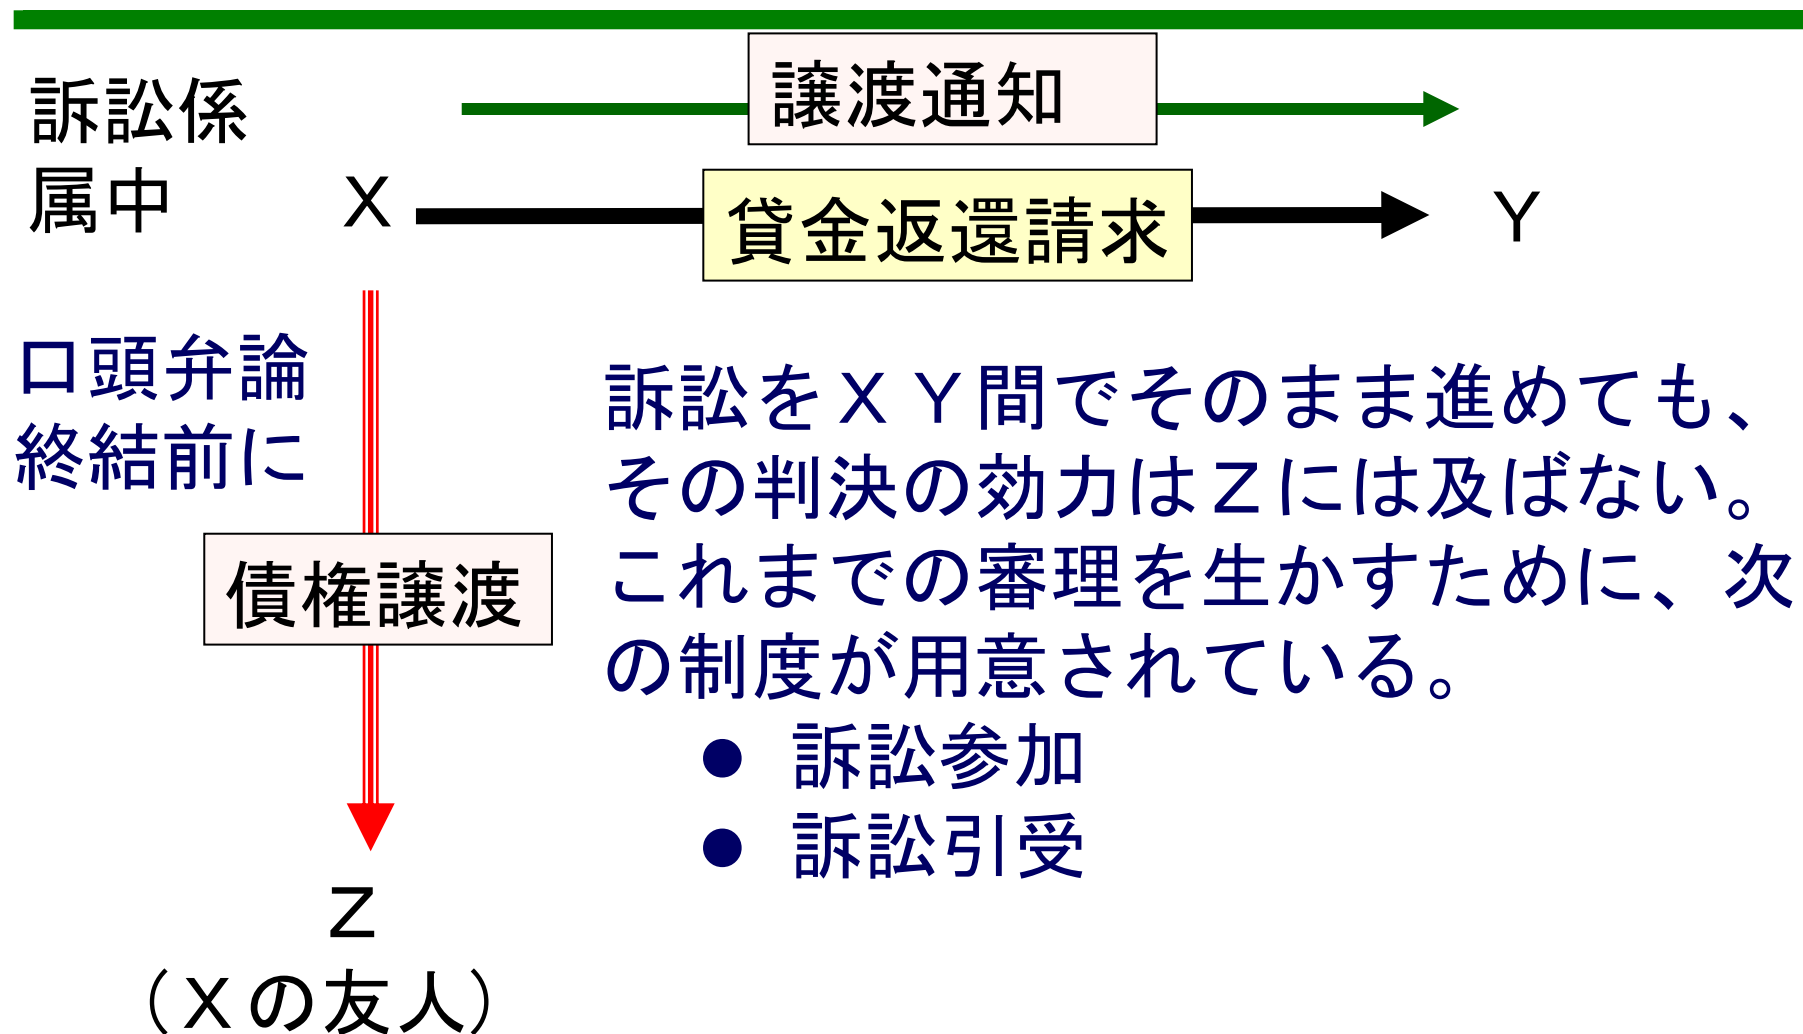 譲渡通知
訴訟係
属中
Ｘ
貸金返還請求
Ｙ
口頭弁論
終結前に
債権譲渡
Ｚ
（Ｘの友人）
訴訟をＸＹ間でそのまま進めても、
その判決の効力はＺには及ばない。
これまでの審理を生かすために、次
の制度が用意されている。
● 訴訟参加
● 訴訟引受